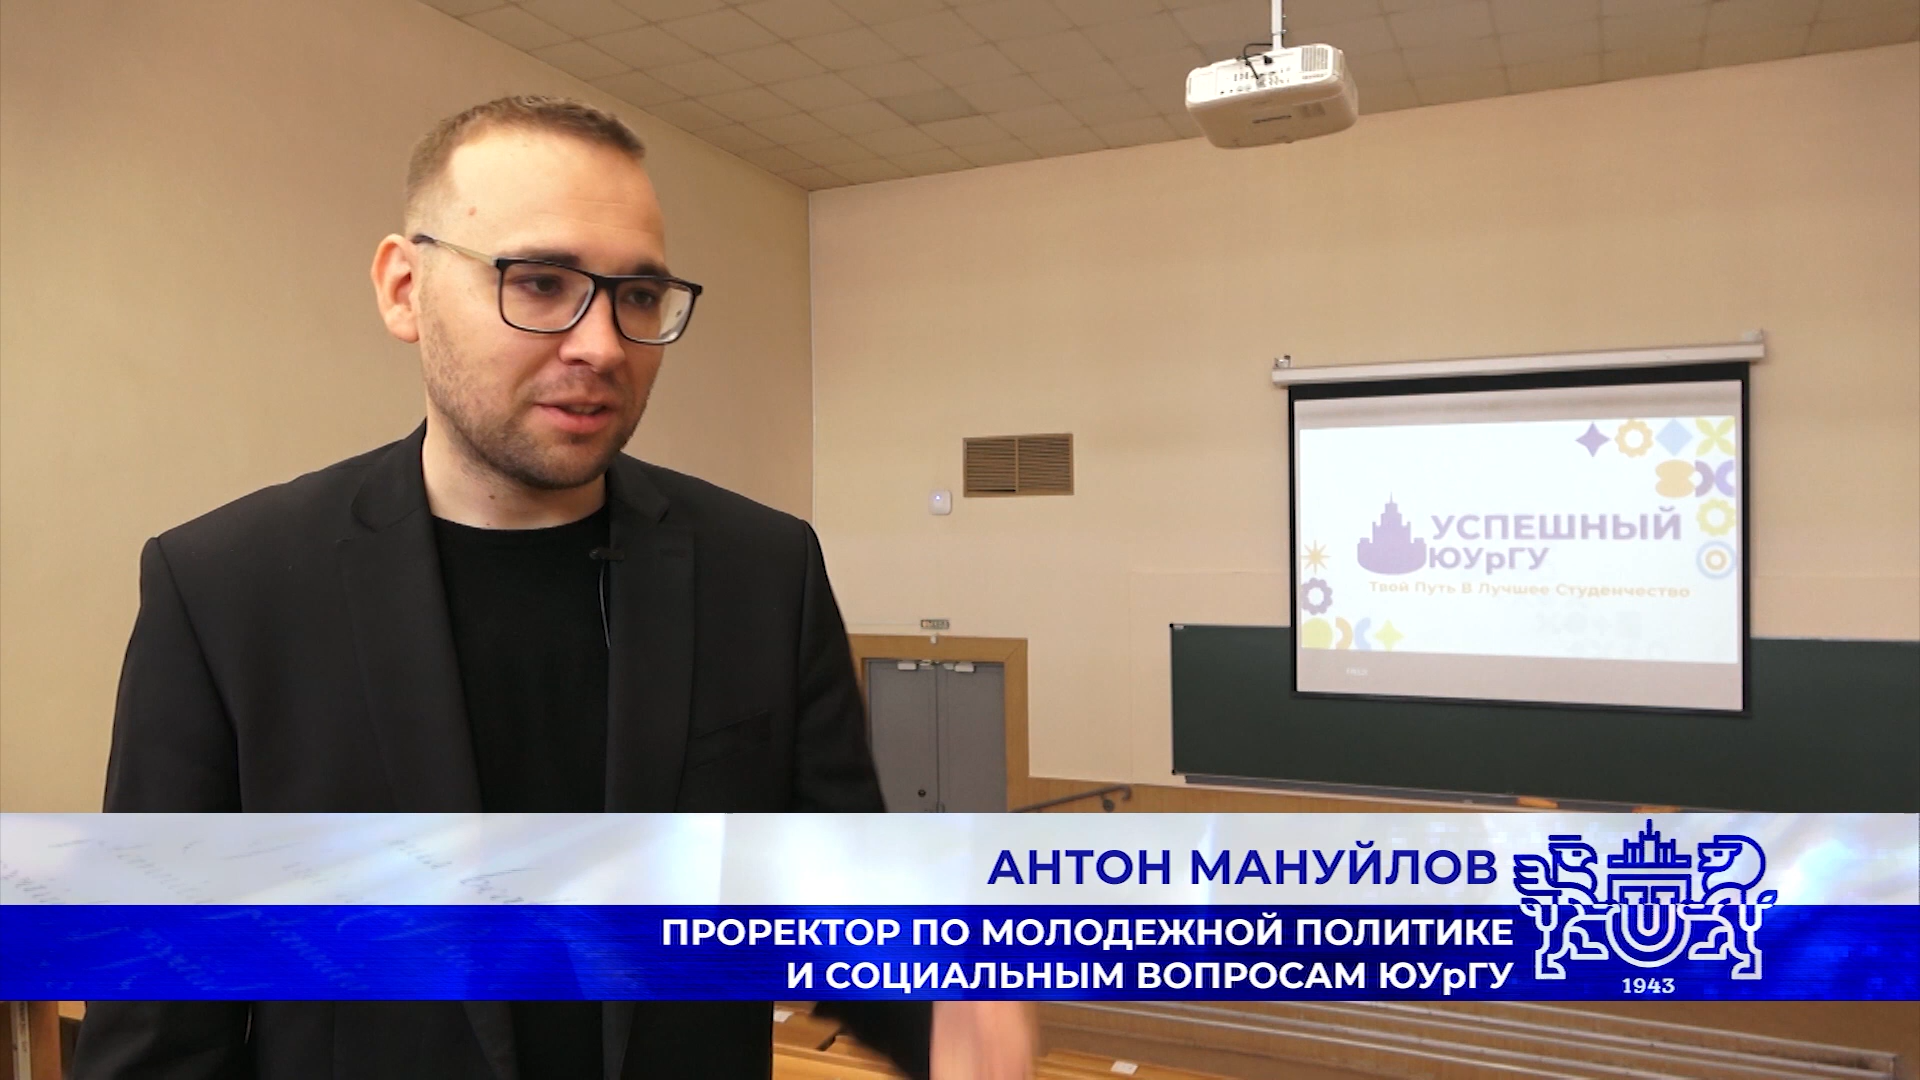 УСПЕШНЫЙ
ЮУрГУ
Твой Путь В Лучшее Студенчество
АНТОН МАНУЙЛОВ
ПРОРЕКТОР ПО МОЛОДЕЖНОЙ ПОЛИТИКЕ
И СОЦИАЛЬНЫМ ВОПРОСАМ ЮУрГУ
1943